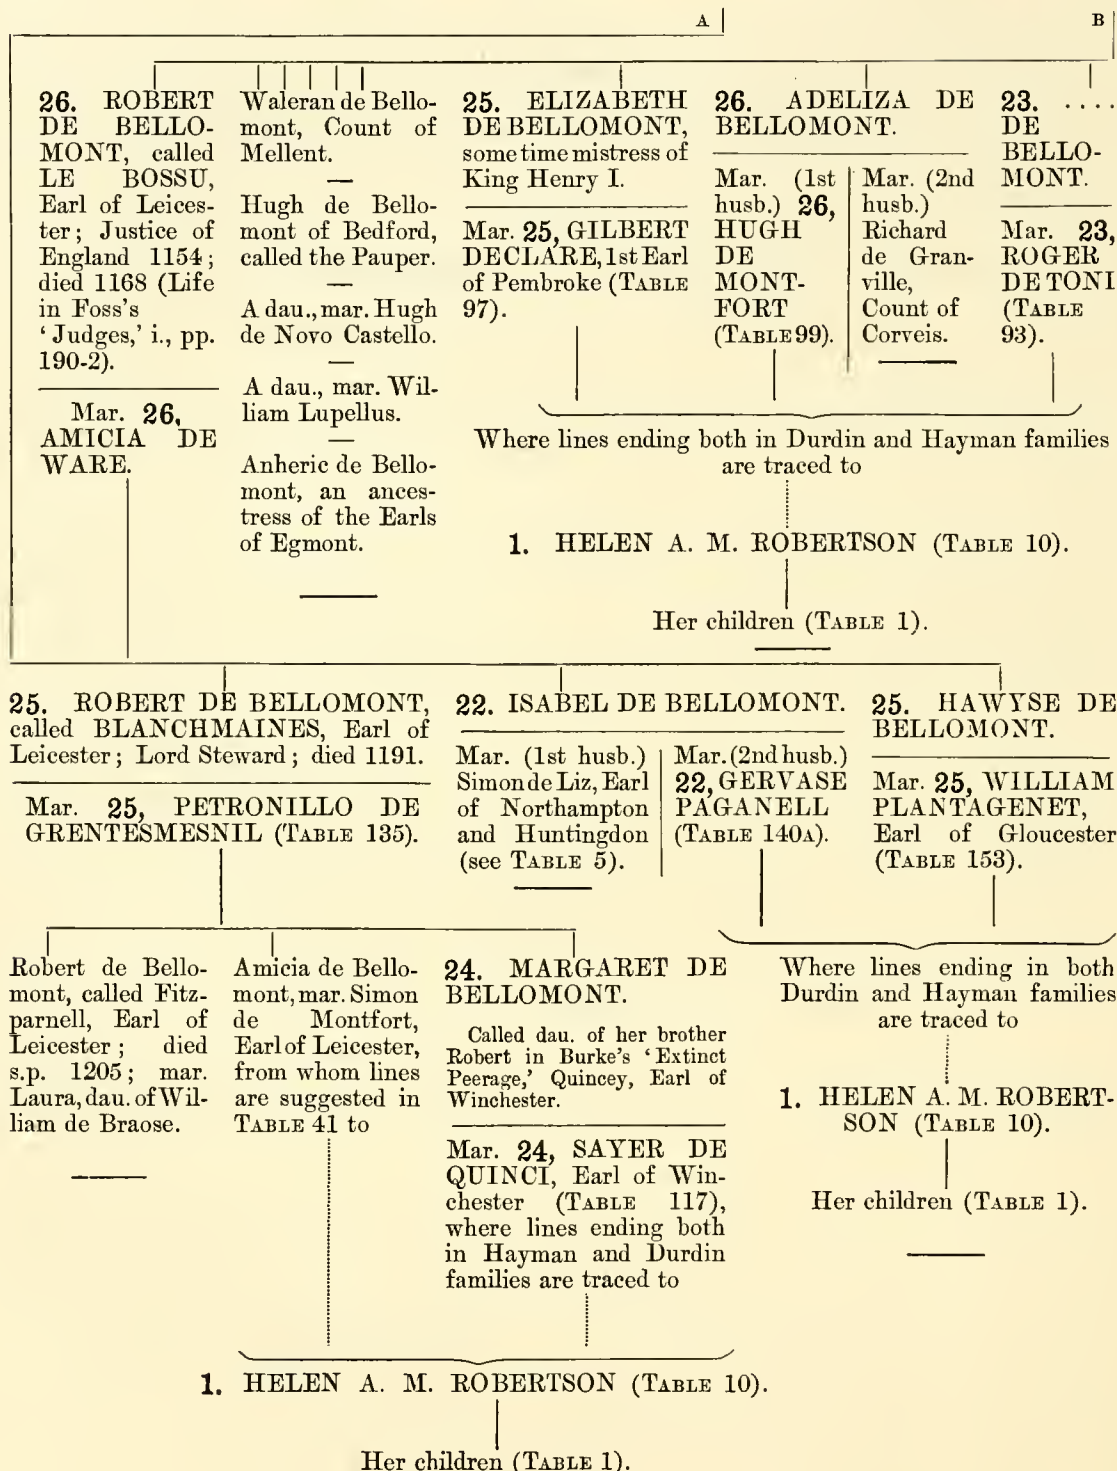 A
B
26. ROBERT
DE BELLO-
MONT, called
LE BOSSU,
Earl of Leices-
ter; Justice of
England 1154;
died 1168 (Life
in Foss's
‘Judges,’ i., pp.
190-2).
Mar. 26,
AMICIA DE
WARE.
Waleran de Bello-
mont, Count of
Mellent.
—
Hugh de Bello-
mont of Bedford,
called the Pauper.
—
A dau., mar. Hugh
de Novo Castello.
—
A dau., mar. Wil-
liam Lupellus.
—
Anheric de Bello-
mont, an ances-
tress of the Earls
of Egmont.
25. ELIZABETH
DE BELLOMONT,
sometime mistress of
King Henry I.
Mar. 25, GILBERT
DE CLARE, 1st Earl
of Pembroke (TABLE
97).
26. ADELIZA DE
BELLOMONT.
Mar. (1st
husb.) 26,
HUGH
DE
MONT-
FORT
(TABLE 99).
Mar. (2nd
husb.)
Richard
de Gran-
ville,
Count of
Corveis.
23. ....
DE
BELLO-
MONT.
Mar. 23,
ROGER
DE TONI
(TABLE
93).
Where lines ending both in Durdin and Hayman families
are traced to
1. HELEN A. M. ROBERTSON (TABLE 10).
Her children (TABLE 1).
25. ROBERT DE BELLOMONT,
called BLANCHMAINES, Earl of
Leicester; Lord Steward; died 1191.
Mar. 25, PETRONILLO DE
GRENTESMESNIL (TABLE 135).
22. ISABEL DE BELLOMONT.
Mar. (1st husb.)
Simon de Liz, Earl
of Northampton
and Huntingdon
(see TABLE 5).
Mar. (2nd husb.)
22, GERVASE
PAGANELL
(TABLE 140A).
25. HAWYSE DE
BELLOMONT.
Mar. 25, WILLIAM
PLANTAGENET,
Earl of Gloucester
(TABLE 153).
Robert de Bello-
mont, called Fitz-
parnell, Earl of
Leicester; died
s.p. 1205; mar.
Laura, dau. of Wil-
liam de Braose.
Amicia de Bello-
mont, mar. Simon
de Montfort,
Earl of Leicester,
from whom lines
are suggested in
TABLE 41 to
24. MARGARET DE
BELLOMONT.
Called dau. of her brother
Robert in Burke's ‘Extinct
Peerage,’ Quincey, Earl of
Winchester.
Mar. 24, SAYER DE
QUINCI, Earl of Win-
chester (TABLE 117),
where lines ending both
in Hayman and Durdin
families are traced to
Where lines ending in both
Durdin and Hayman families
are traced to
1. HELEN A. M. ROBERT-
SON (TABLE 10).
Her children (TABLE 1).
1. HELEN A. M. ROBERTSON (TABLE 10).
Her children (TABLE 1).